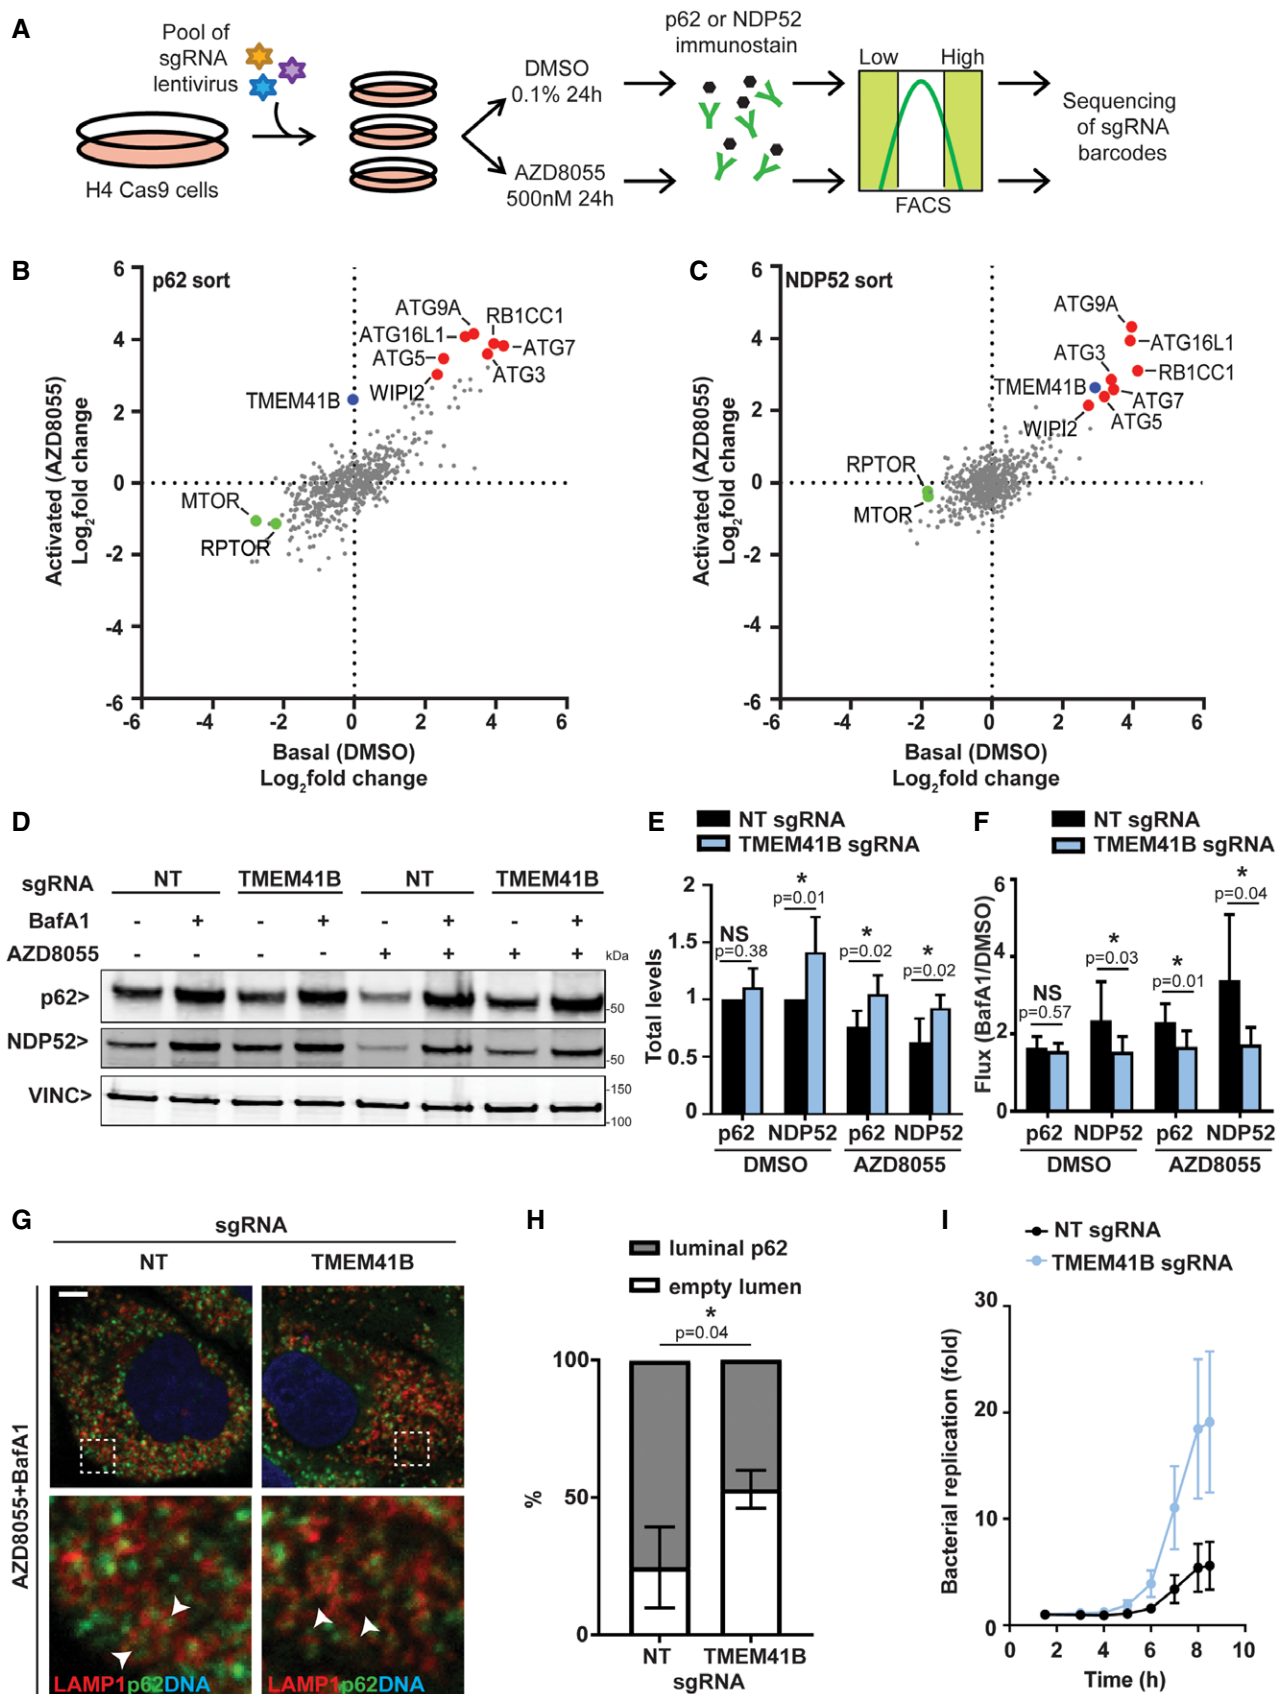 A
Pool of
sgRNA
lentivirus
H4 Cas9 cells
DMSO
0.1% 24h
AZD8055
500nM 24h
p62 or NDP52
immunostain
Low High
FACS
Sequencing
of sgRNA
barcodes
B
p62 sort
Activated (AZD8055)
Log2fold change
6
4
2
0
-2
-4
-6
ATG9A
RB1CC1
ATG16L1
ATG7
ATG5
ATG3
WIPI2
TMEM41B
MTOR
RPTOR
-6 -4 -2 0 2 4 6
Basal (DMSO)
Log2fold change
C
NDP52 sort
Activated (AZD8055)
Log2fold change
6
4
2
0
-2
-4
-6
ATG9A
ATG16L1
ATG3
RB1CC1
TMEM41B
ATG7
WIPI2
ATG5
RPTOR
MTOR
-6 -4 -2 0 2 4 6
Basal (DMSO)
Log2fold change
D
sgRNA NT TMEM41B NT TMEM41B
BafA1 - + - + - + - +
AZD8055 - - - - + + + +
kDa
p62>
-50
NDP52>
-50
VINC>
-150
-100
E
NT sgRNA
TMEM41B sgRNA
Total levels
2
1.5
1
0.5
0
NS
p=0.38
*
p=0.01
*
p=0.02
*
p=0.02
p62 NDP52 p62 NDP52
DMSO AZD8055
F
NT sgRNA
TMEM41B sgRNA
Flux (BafA1/DMSO)
6
4
2
0
NS
p=0.57
*
p=0.03
*
p=0.01
*
p=0.04
p62 NDP52 p62 NDP52
DMSO AZD8055
G
sgRNA
NT TMEM41B
AZD8055+BafA1
LAMP1p62DNA
LAMP1p62DNA
H
luminal p62
empty lumen
*
p=0.04
%
100
50
0
NT TMEM41B
sgRNA
I
NT sgRNA
TMEM41B sgRNA
Bacterial replication (fold)
30
20
10
0
0 2 4 6 8 10
Time (h)